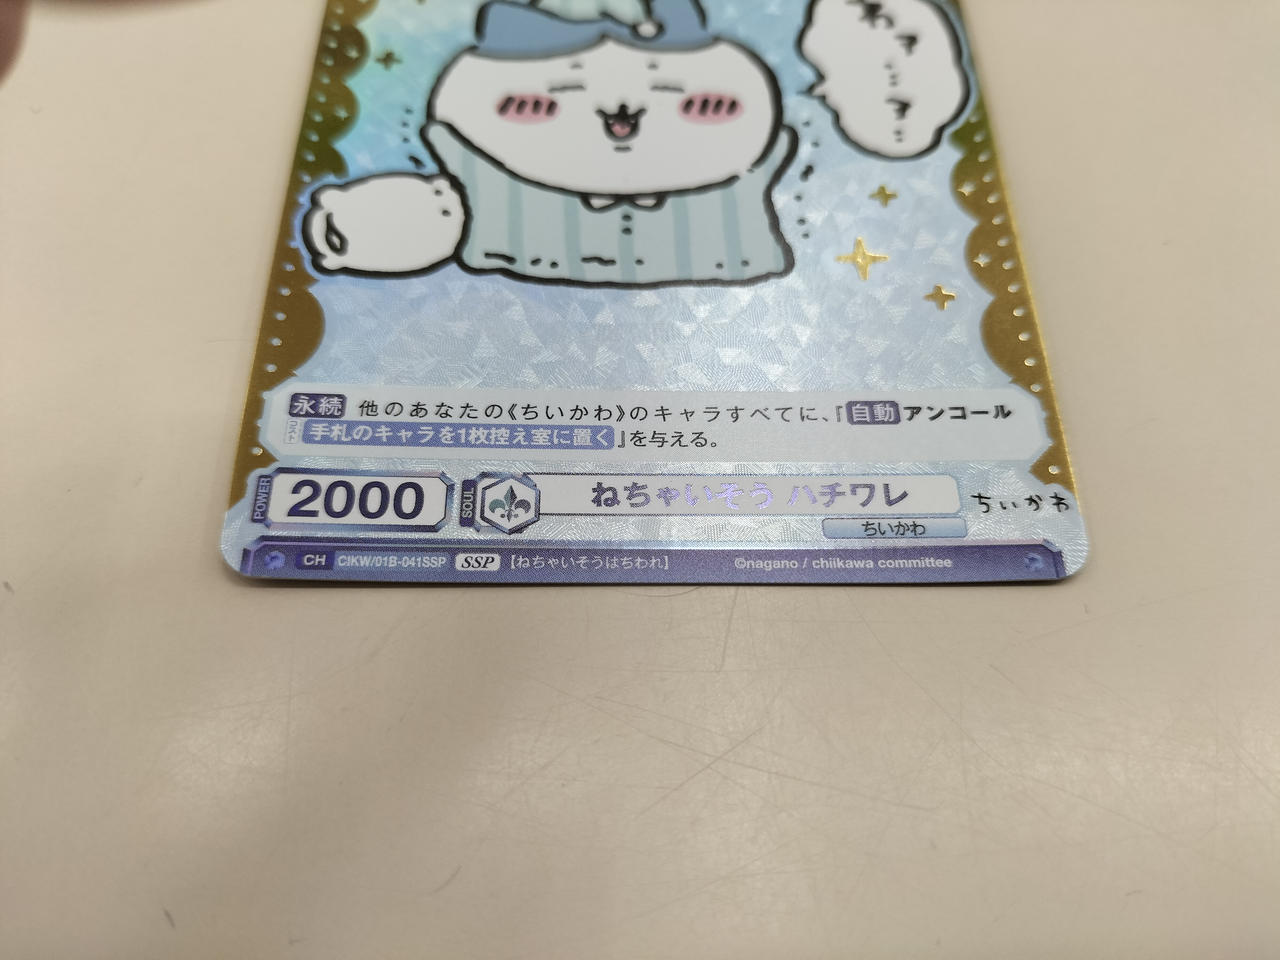 わァ…ァ…
永続 他のあなたの《ちいかわ》のキャラすべてに、『自動 アンコール
コスト 手札のキャラを1枚控え室に置く』を与える。
POWER 2000 SOUL ねちゃいそう ハチワレ ちいかわ
ちいかわ
CH CIKW/01B-041SSP SSP 【ねちゃいそうはちわれ】 ©nagano / chiikawa committee